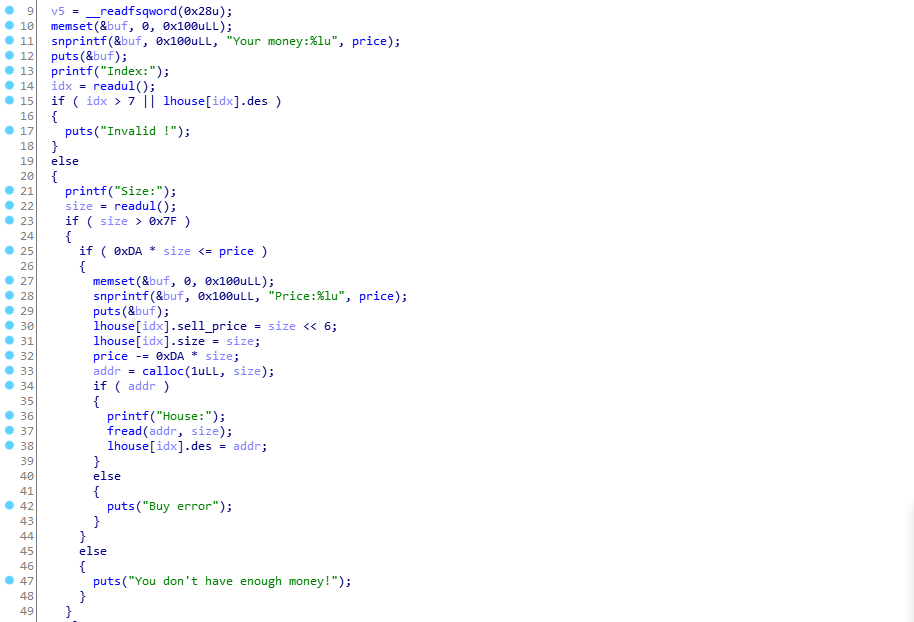 9 v5 = __readfsqword(0x28u);
10 memset(&buf, 0, 0x100uLL);
11 snprintf(&buf, 0x100uLL, "Your money:%lu", price);
12 puts(&buf);
13 printf("Index:");
14 idx = readul();
15 if ( idx > 7 || lhouse[idx].des )
16 {
17 puts("Invalid !");
18 }
19 else
20 {
21 printf("Size:");
22 size = readul();
23 if ( size > 0x7F )
24 {
25 if ( 0xDA * size <= price )
26 {
27 memset(&buf, 0, 0x100uLL);
28 snprintf(&buf, 0x100uLL, "Price:%lu", price);
29 puts(&buf);
30 lhouse[idx].sell_price = size << 6;
31 lhouse[idx].size = size;
32 price -= 0xDA * size;
33 addr = calloc(1uLL, size);
34 if ( addr )
35 {
36 printf("House:");
37 fread(addr, size);
38 lhouse[idx].des = addr;
39 }
40 else
41 {
42 puts("Buy error");
43 }
44 }
45 else
46 {
47 puts("You don't have enough money!");
48 }
49 }